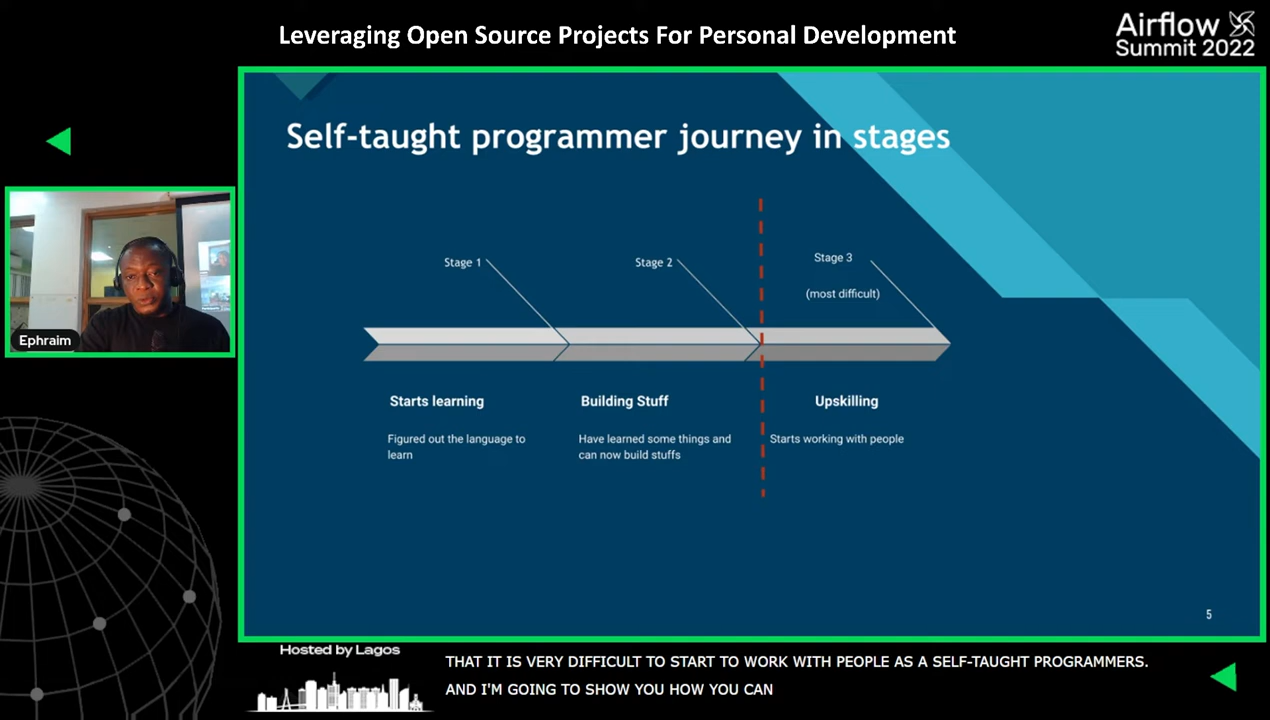 Leveraging Open Source Projects For Personal Development
Airflow
Summit 2022
Self-taught programmer journey in stages
Stage 1
Stage 2
Stage 3
(most difficult)
Starts learning
Figured out the language to
learn
Building Stuff
Have learned some things and
can now build stuffs
Upskilling
Starts working with people
5
Ephraim
Hosted by Lagos
THAT IT IS VERY DIFFICULT TO START TO WORK WITH PEOPLE AS A SELF-TAUGHT PROGRAMMERS.
AND I'M GOING TO SHOW YOU HOW YOU CAN